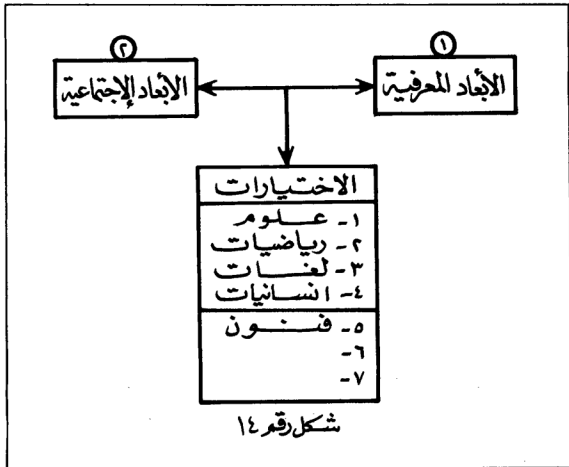 ١
الأبعاد المعرفية
٢
الأبعاد الإجتماعية
الاختيارات
١- علوم
٢- رياضيات
٣- لغات
٤- انسانيات
٥- فنون
٦-
٧-
شكل رقم ١٤